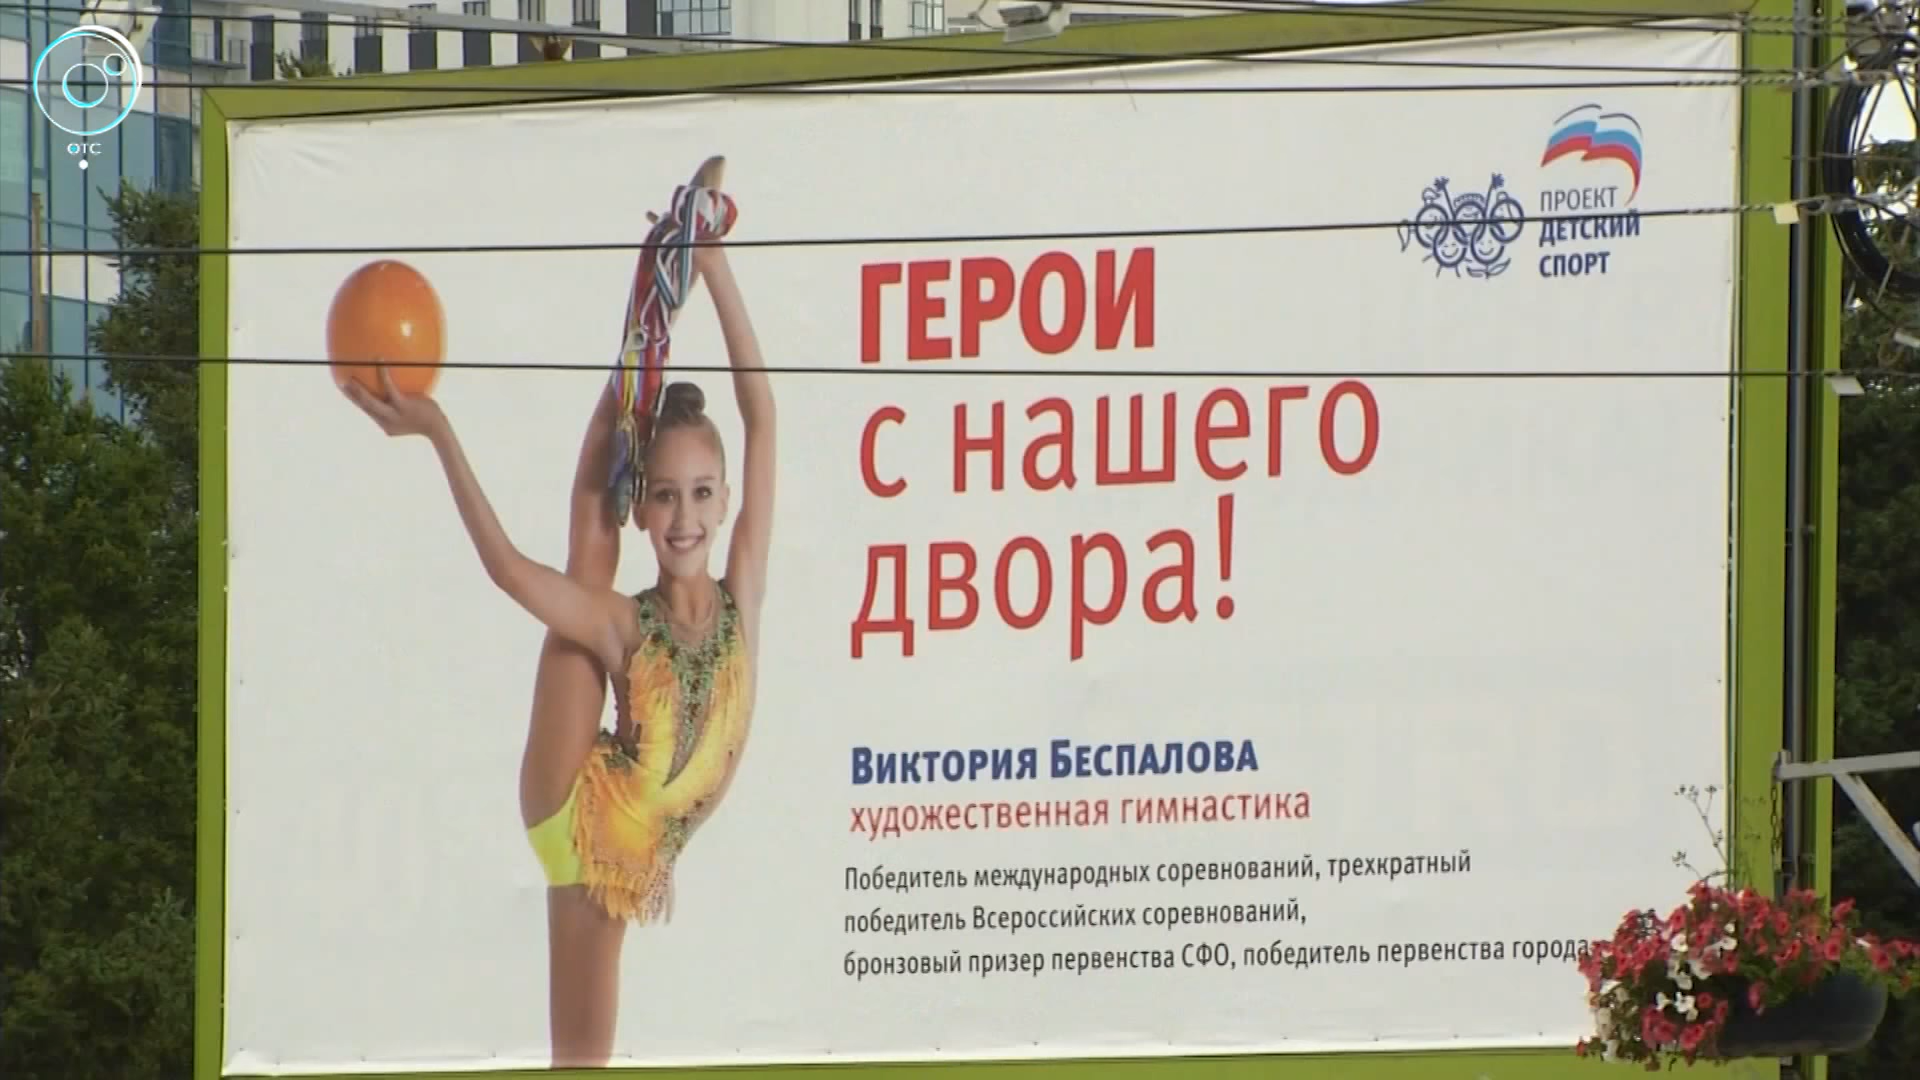 ОТС
ПРОЕКТ
ДЕТСКИЙ
СПОРТ
ГЕРОИ
с нашего
двора!
ВИКТОРИЯ БЕСПАЛОВА
художественная гимнастика
Победитель международных соревнований, трехкратный
победитель Всероссийских соревнований,
бронзовый призер первенства СФО, победитель первенства города